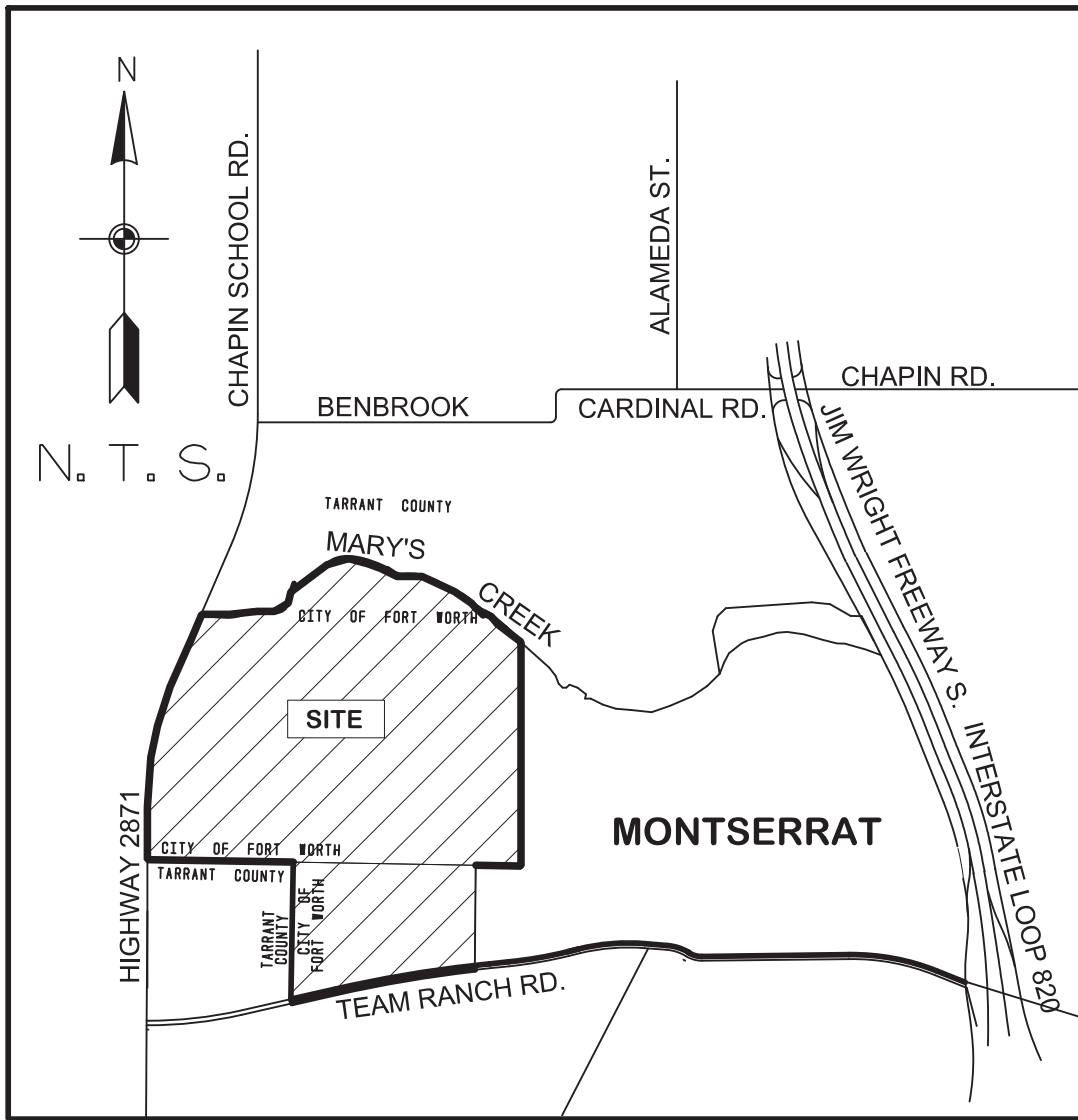 N
CHAPIN SCHOOL RD.
ALAMEDA ST.
CHAPIN RD.
BENBROOK
CARDINAL RD.
N. T. S.
JIM WRIGHT FREEWAY S. INTERSTATE LOOP 820
TARRANT COUNTY
MARY'S
CREEK
CITY OF FORT WORTH
SITE
HIGHWAY 2871
MONTSERRAT
CITY OF FORT WORTH
TARRANT COUNTY
TARRANT
COUNTY
CITY OF
FORT WORTH
TEAM RANCH RD.